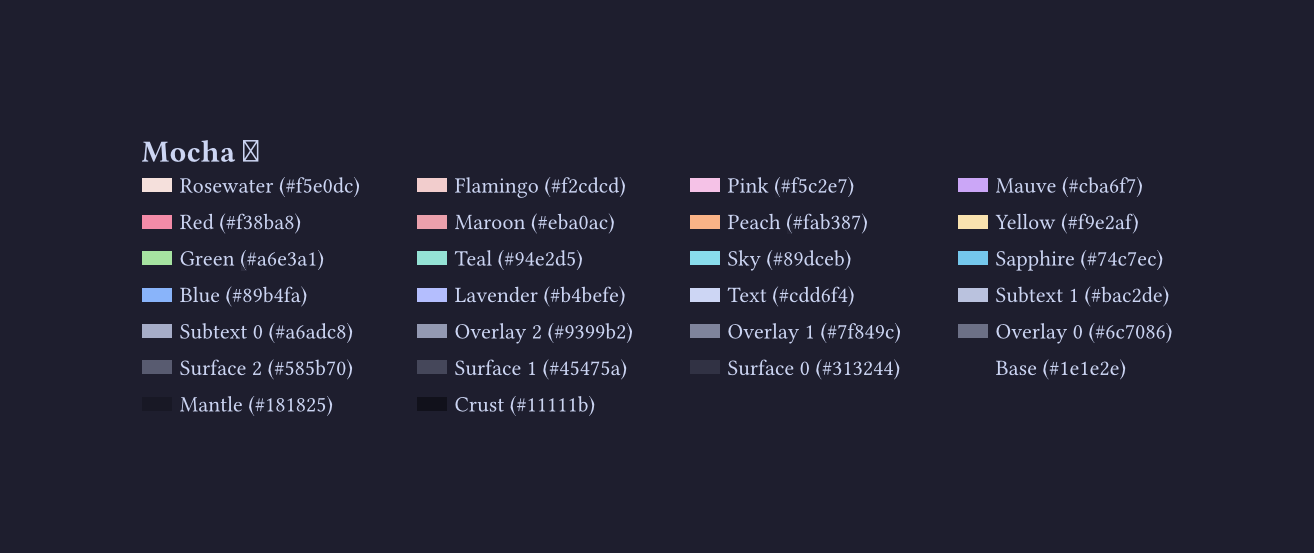 Mocha
Rosewater (#f5e0dc) Flamingo (#f2cdcd) Pink (#f5c2e7) Mauve (#cba6f7)
Red (#f38ba8) Maroon (#eba0ac) Peach (#fab387) Yellow (#f9e2af)
Green (#a6e3a1) Teal (#94e2d5) Sky (#89dceb) Sapphire (#74c7ec)
Blue (#89b4fa) Lavender (#b4befe) Text (#cdd6f4) Subtext 1 (#bac2de)
Subtext 0 (#a6adc8) Overlay 2 (#9399b2) Overlay 1 (#7f849c) Overlay 0 (#6c7086)
Surface 2 (#585b70) Surface 1 (#45475a) Surface 0 (#313244) Base (#1e1e2e)
Mantle (#181825) Crust (#11111b)